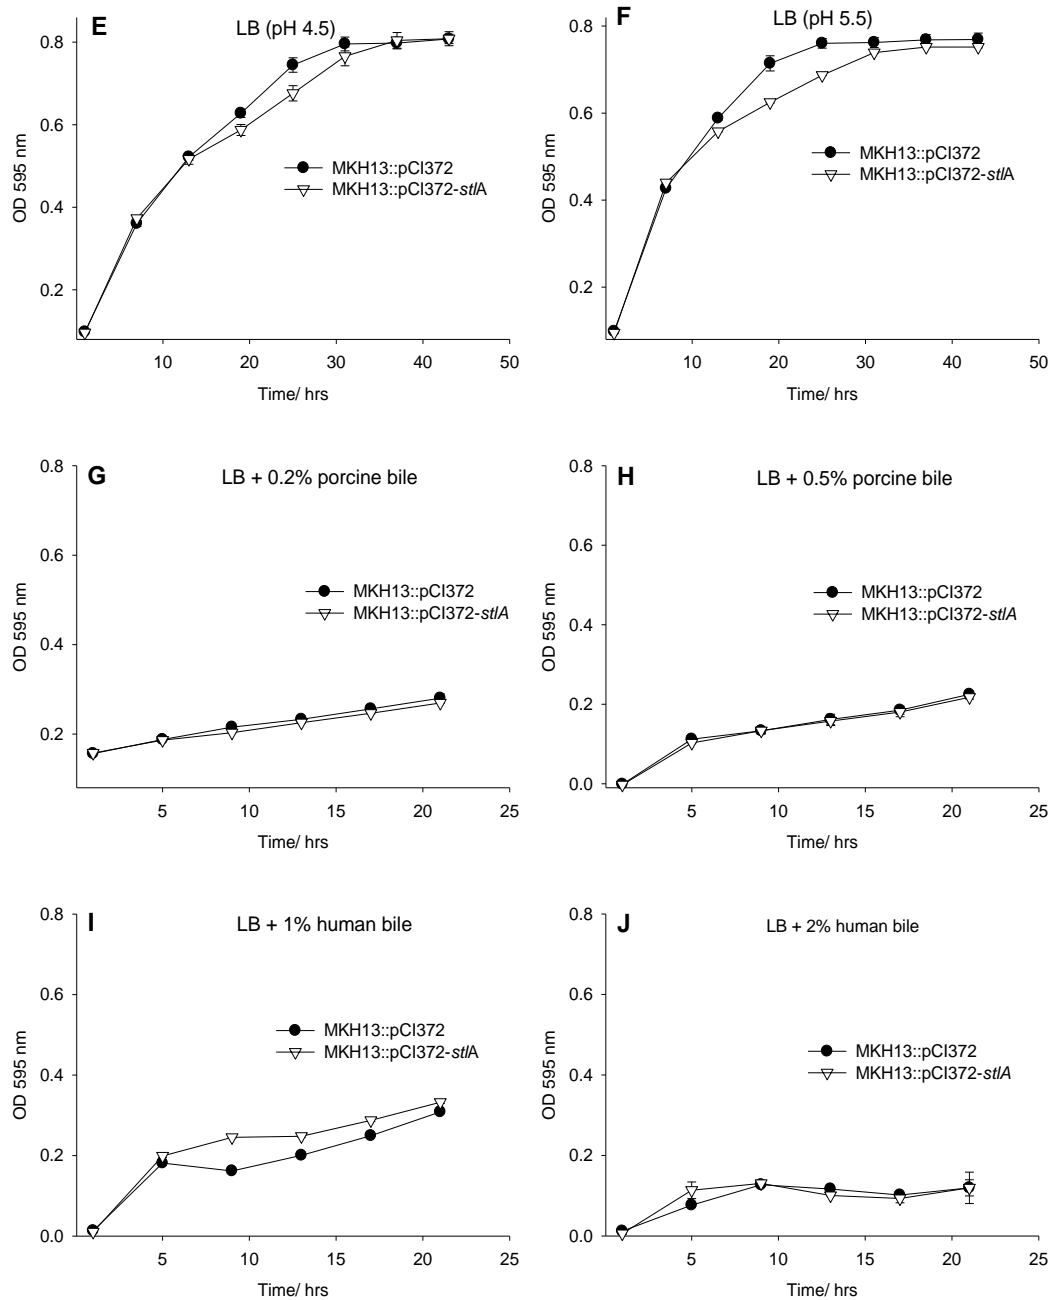 E
LB (pH 4.5)
0.8
0.6
0.4
0.2
OD 595 nm
MKH13::pCI372
MKH13::pCI372-stlA
10
20
30
40
50
Time/ hrs
F
LB (pH 5.5)
0.8
0.6
0.4
0.2
OD 595 nm
MKH13::pCI372
MKH13::pCI372-stlA
10
20
30
40
50
Time/ hrs
G
LB + 0.2% porcine bile
0.8
0.6
0.4
0.2
OD 595 nm
MKH13::pCI372
MKH13::pCI372-stlA
5
10
15
20
25
Time/ hrs
H
LB + 0.5% porcine bile
0.8
0.6
0.4
0.2
0.0
OD 595 nm
MKH13::pCI372
MKH13::pCI372-stlA
5
10
15
20
25
Time/ hrs
I
LB + 1% human bile
0.8
0.6
0.4
0.2
0.0
OD 595 nm
MKH13::pCI372
MKH13::pCI372-stlA
5
10
15
20
25
Time/ hrs
J
LB + 2% human bile
0.8
0.6
0.4
0.2
0.0
OD 595 nm
MKH13::pCI372
MKH13::pCI372-stlA
5
10
15
20
25
Time/ hrs